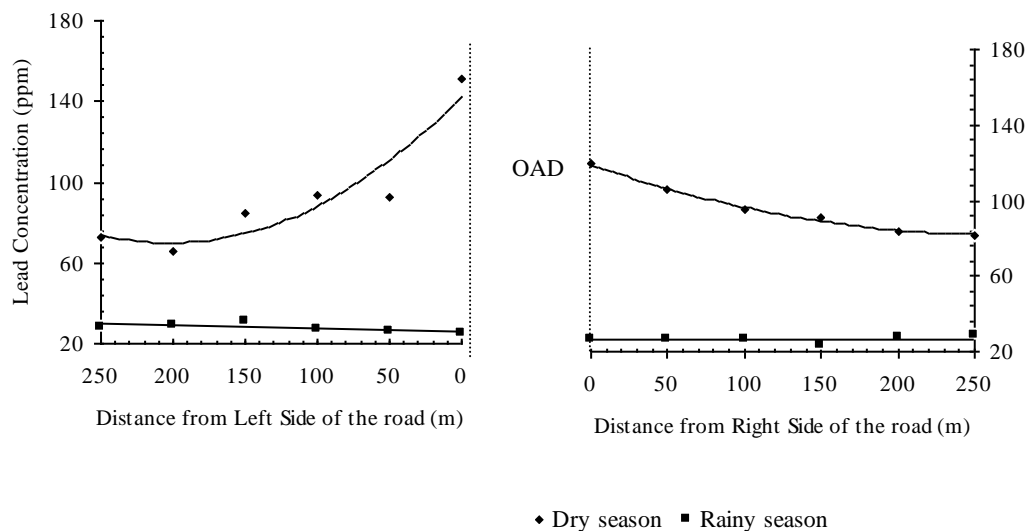 180
140
100
60
20
Lead Concentration (ppm)
250 200 150 100 50 0
Distance from Left Side of the road (m)
OAD
180
140
100
60
20
0 50 100 150 200 250
Distance from Right Side of the road (m)
Dry season Rainy season